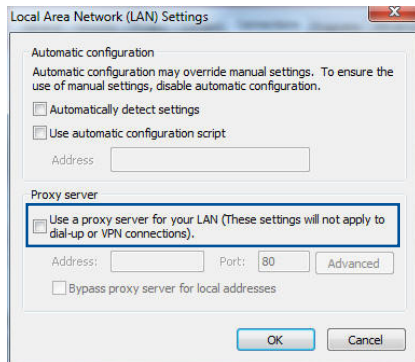 Local Area Network (LAN) Settings
Automatic configuration
Automatic configuration may override manual settings. To ensure the
use of manual settings, disable automatic configuration.
Automatically detect settings
Use automatic configuration script
Address
Proxy server
Use a proxy server for your LAN (These settings will not apply to
dial-up or VPN connections).
Address: Port: 80 Advanced
Bypass proxy server for local addresses
OK Cancel